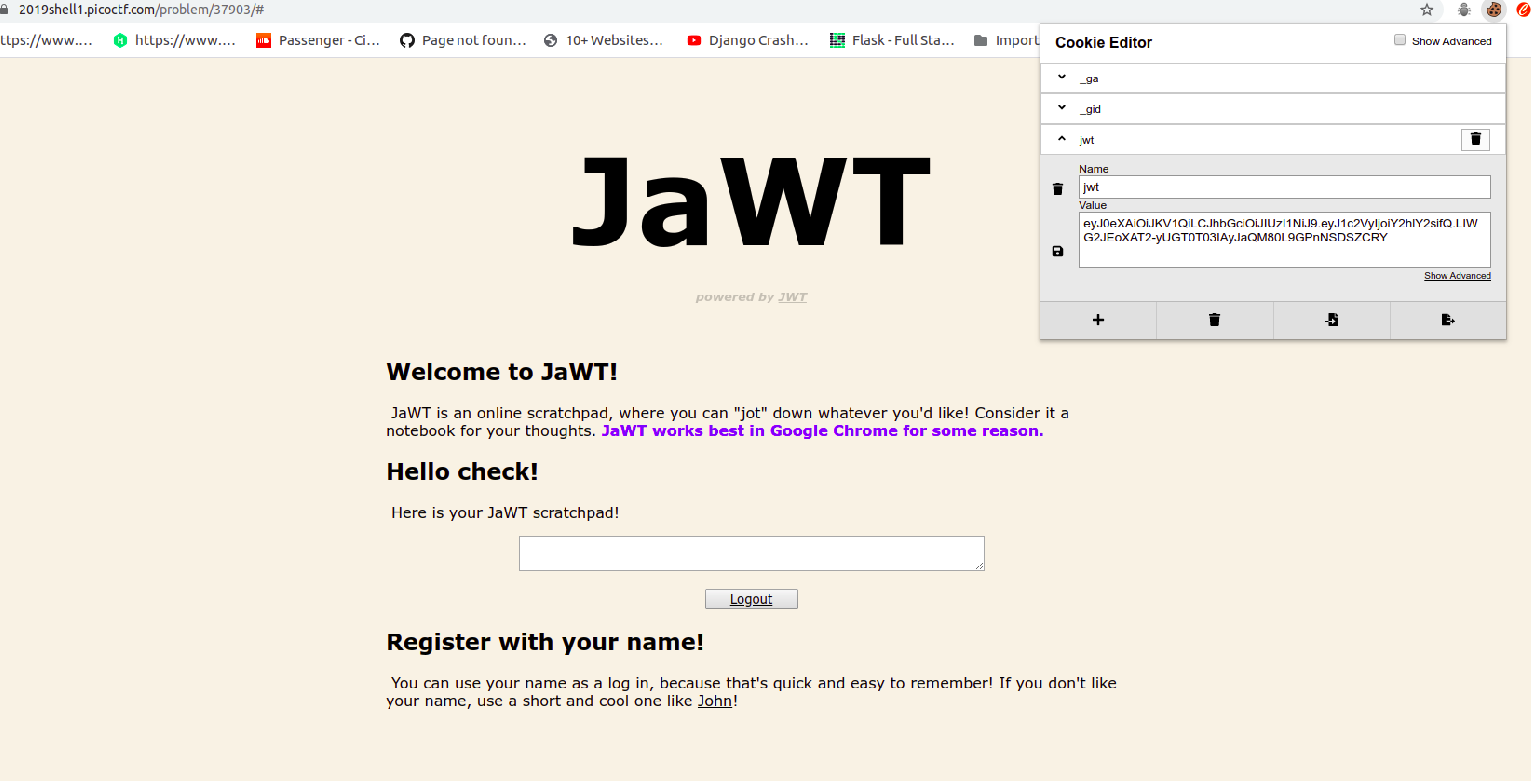 2019shell1.picoctf.com/problem/37903/#
ttps://www.... https://www.... Passenger - Ci... Page not foun... 10+ Websites... Django Crash... Flask - Full Sta... Import
Cookie Editor
Show Advanced
_ga
_gid
jwt
Name
jwt
Value
eyJ0eXAiOiJKV1QiLCJhbGciOiJIUzI1NiJ9.eyJ1c2VyIjoiY2hlY2sifQ.
Show Advanced
JaWT
powered by JWT
Welcome to JaWT!
JaWT is an online scratchpad, where you can "jot" down whatever you'd like! Consider it a
notebook for your thoughts. JaWT works best in Google Chrome for some reason.
Hello check!
Here is your JaWT scratchpad!
Logout
Register with your name!
You can use your name as a log in, because that's quick and easy to remember! If you don't like
your name, use a short and cool one like John!